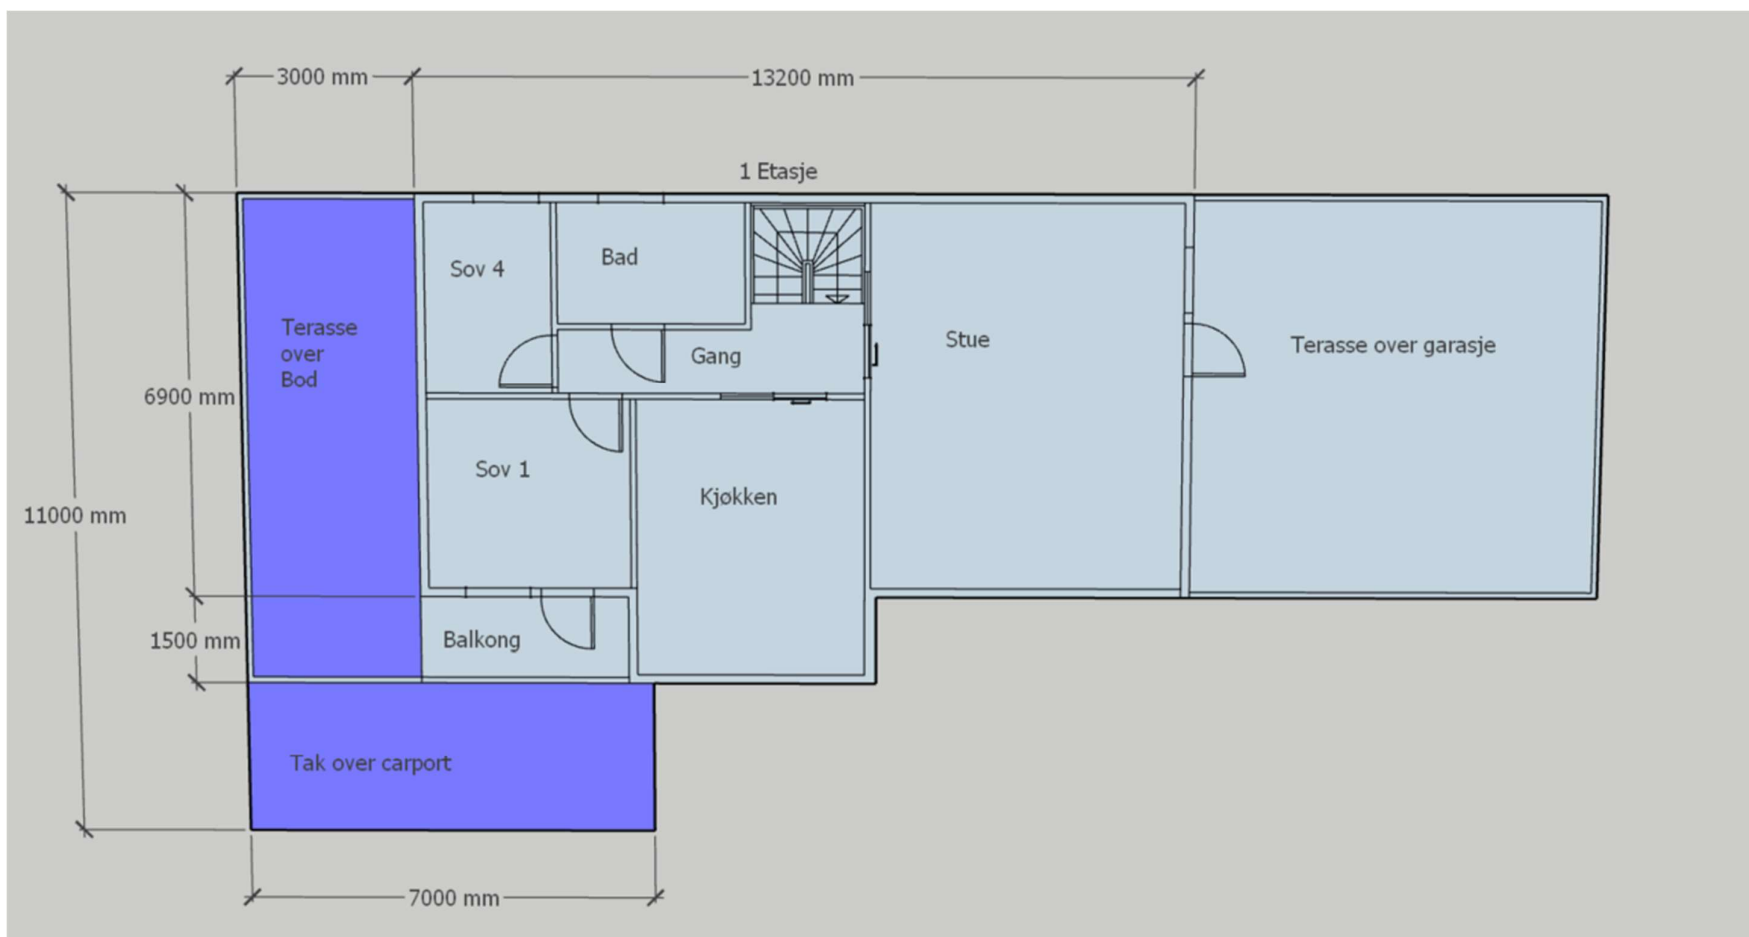 3000 mm
13200 mm
1 Etasje
Sov 4
Bad
Terasse
over
Bod
Gang
Stue
Terasse over garasje
6900 mm
Sov 1
Kjøkken
11000 mm
1500 mm
Balkong
Tak over carport
7000 mm